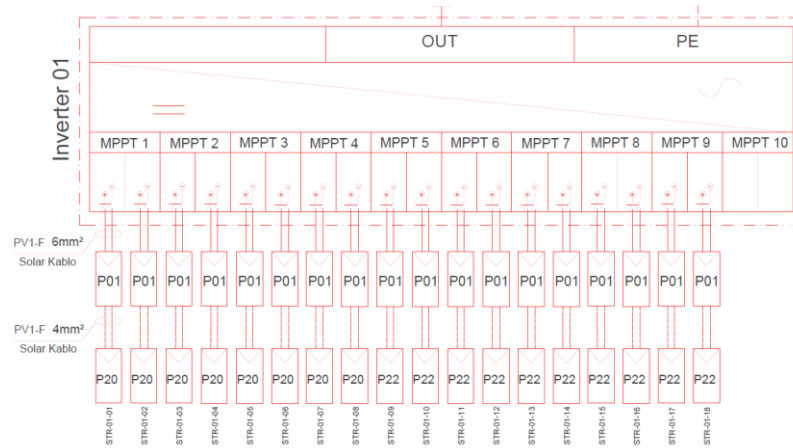 OUT PE
Inverter 01
MPPT 1 MPPT 2 MPPT 3 MPPT 4 MPPT 5 MPPT 6 MPPT 7 MPPT 8 MPPT 9 MPPT 10
PV1-F 6mm²
Solar Kablo
P01 P01 P01 P01 P01 P01 P01 P01 P01 P01 P01 P01 P01 P01 P01 P01 P01 P01
PV1-F 4mm²
Solar Kablo
P20 P20 P20 P20 P20 P20 P20 P20 P22 P22 P22 P22 P22 P22 P22 P22 P22 P22
STR-01-01 STR-01-02 STR-01-03 STR-01-04 STR-01-05 STR-01-06 STR-01-07 STR-01-08 STR-01-09 STR-01-10 STR-01-11 STR-01-12 STR-01-13 STR-01-14 STR-01-15 STR-01-16 STR-01-17 STR-01-18